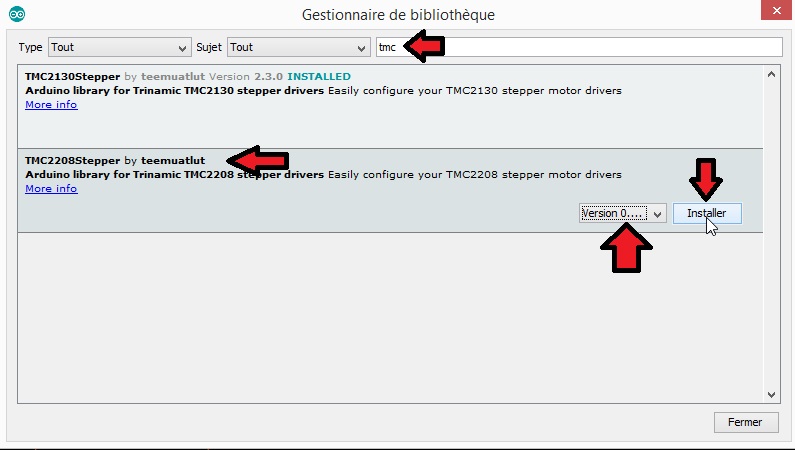 Gestionnaire de bibliothèque
Type Tout Sujet Tout tmc
TMC2130Stepper by teemuatlut Version 2.3.0 INSTALLED
Arduino library for Trinamic TMC2130 stepper drivers Easily configure your TMC2130 stepper motor drivers
More info
TMC2208Stepper by teemuatlut
Arduino library for Trinamic TMC2208 stepper drivers Easily configure your TMC2208 stepper motor drivers
More info
Version 0.... Installer
Fermer